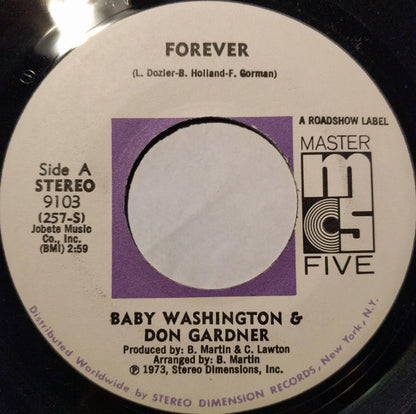 FOREVER
(L. Dozier-B. Holland-F. Gorman)
A ROADSHOW LABEL
MASTER
mcs
FIVE
Side A
STEREO
9103
(257-S)
Jobete Music
Co., Inc.
(BMI) 2:59
BABY WASHINGTON &
DON GARDNER
Produced by: B. Martin & C. Lawton
Arranged by: B. Martin
℗ 1973, Stereo Dimensions, Inc.
Distributed Worldwide by STEREO DIMENSION RECORDS, New York, N.Y.